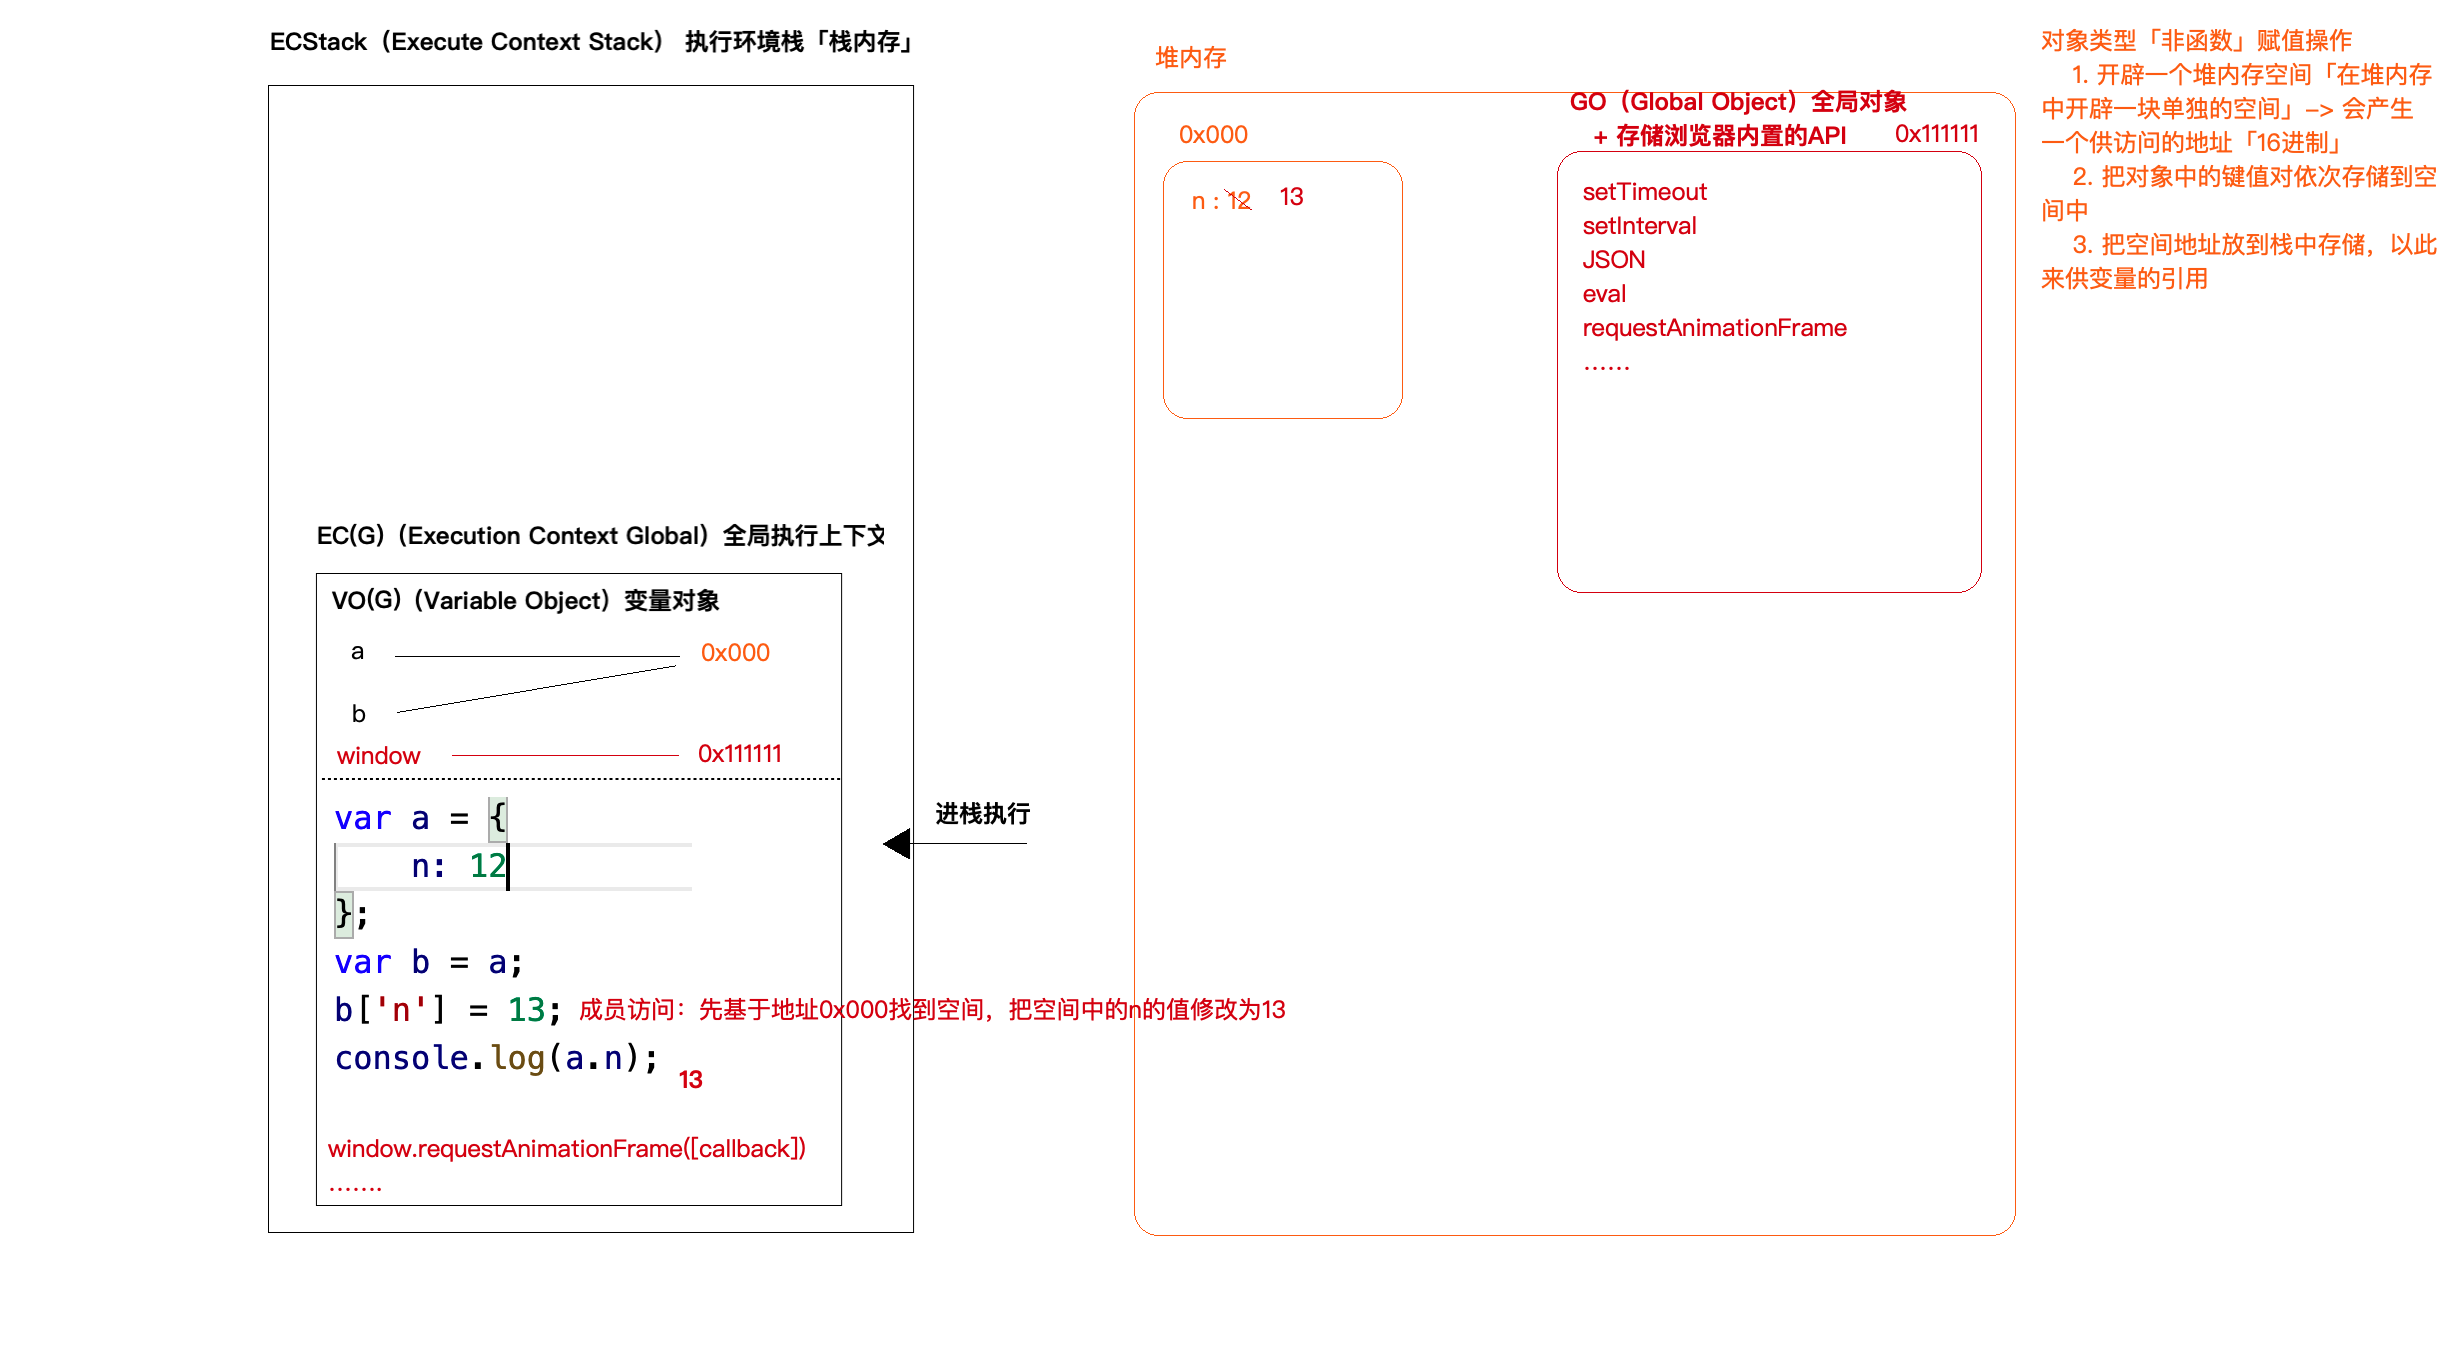 ECStack（Execute Context Stack） 执行环境栈「栈内存」
EC(G)（Execution Context Global）全局执行上下文
VO(G)（Variable Object）变量对象
a
0x000
b
window
0x111111
var a = {
n: 12
};
var b = a;
b['n'] = 13;
成员访问：先基于地址0x000找到空间，把空间中的n的值修改为13
console.log(a.n);
13
window.requestAnimationFrame([callback])
.......
进栈执行
堆内存
0x000
n : 12
13
GO（Global Object）全局对象
+ 存储浏览器内置的API
0x111111
setTimeout
setInterval
JSON
eval
requestAnimationFrame
......
对象类型「非函数」赋值操作
1. 开辟一个堆内存空间「在堆内存
中开辟一块单独的空间」-> 会产生
一个供访问的地址「16进制」
2. 把对象中的键值对依次存储到空
间中
3. 把空间地址放到栈中存储，以此
来供变量的引用